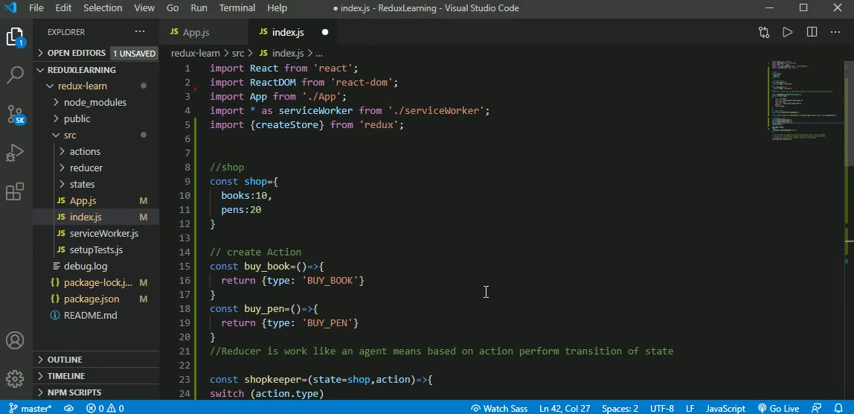 File Edit Selection View Go Run Terminal Help
● index.js - ReduxLearning - Visual Studio Code
EXPLORER ···
JS App.js
JS index.js ●
OPEN EDITORS 1 UNSAVED
redux-learn > src > JS index.js > ...
REDUXLEARNING
redux-learn
node_modules
public
src
actions
reducer
states
JS App.js M
JS index.js M
JS serviceWorker.js
JS setupTests.js
debug.log
{} package-lock.j... M
{} package.json M
README.md
OUTLINE
TIMELINE
NPM SCRIPTS
1 import React from 'react';
2 import ReactDOM from 'react-dom';
3 import App from './App';
4 import * as serviceWorker from './serviceWorker';
5 import {createStore} from 'redux';
6
7
8 //shop
9 const shop={
10 books:10,
11 pens:20
12 }
13
14 // create Action
15 const buy_book=()=>{
16 return {type: 'BUY_BOOK'}
17 }
18 const buy_pen=()=>{
19 return {type: 'BUY_PEN'}
20 }
21 //Reducer is work like an agent means based on action perform transition of state
22
23 const shopkeeper=(state=shop,action)=>{
24 switch (action.type)
master* 0 0 Watch Sass Ln 42, Col 27 Spaces: 2 UTF-8 LF JavaScript Go Live